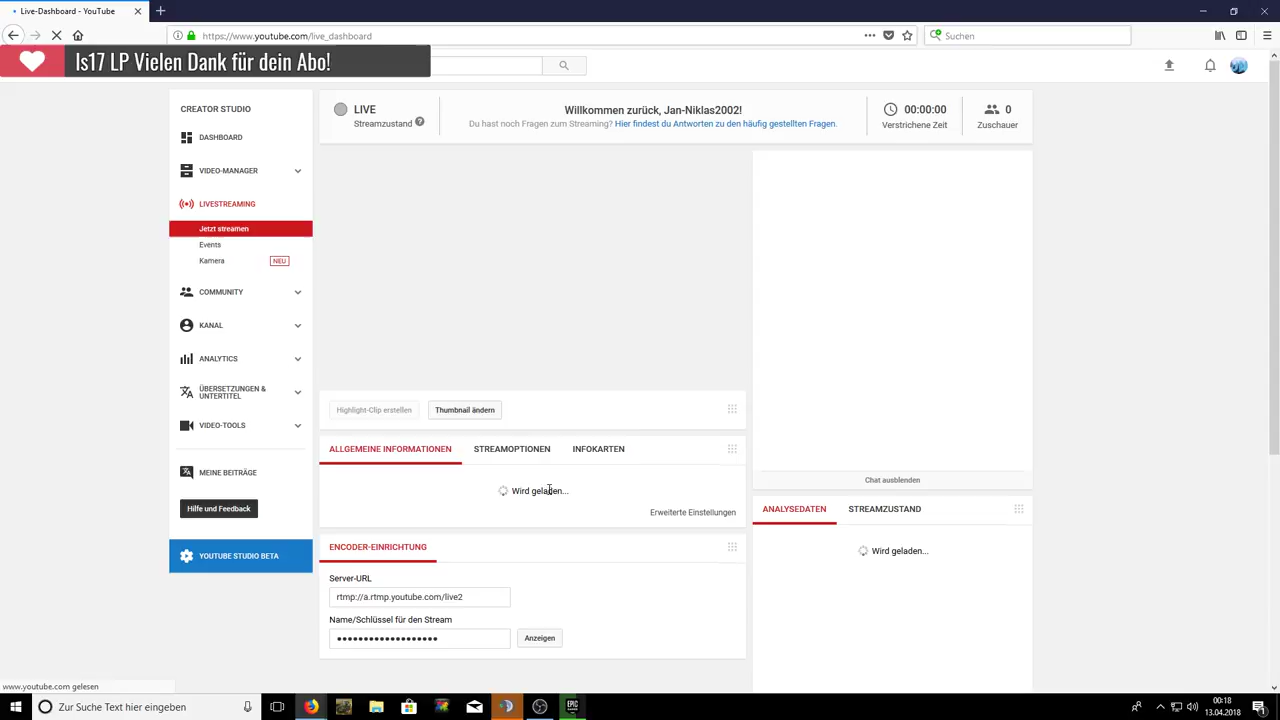 Live-Dashboard - YouTube
https://www.youtube.com/live_dashboard
Suchen
Is17 LP Vielen Dank für dein Abo!
CREATOR STUDIO
DASHBOARD
VIDEO-MANAGER
LIVESTREAMING
Jetzt streamen
Events
Kamera
NEU
COMMUNITY
KANAL
ANALYTICS
ÜBERSETZUNGEN &
UNTERTITEL
VIDEO-TOOLS
MEINE BEITRÄGE
Hilfe und Feedback
YOUTUBE STUDIO BETA
LIVE
Streamzustand ?
Willkommen zurück, Jan-Niklas2002!
Du hast noch Fragen zum Streaming? Hier findest du Antworten zu den häufig gestellten Fragen.
00:00:00
Verstrichene Zeit
0
Zuschauer
Highlight-Clip erstellen
Thumbnail ändern
ALLGEMEINE INFORMATIONEN
STREAMOPTIONEN
INFOKARTEN
Wird geladen...
Erweiterte Einstellungen
ENCODER-EINRICHTUNG
Server-URL
rtmp://a.rtmp.youtube.com/live2
Name/Schlüssel für den Stream
•••••••••••••••••••
Anzeigen
Chat ausblenden
ANALYSEDATEN
STREAMZUSTAND
Wird geladen...
www.youtube.com gelesen
Zur Suche Text hier eingeben
EPIC
GAMES
00:18
13.04.2018
1